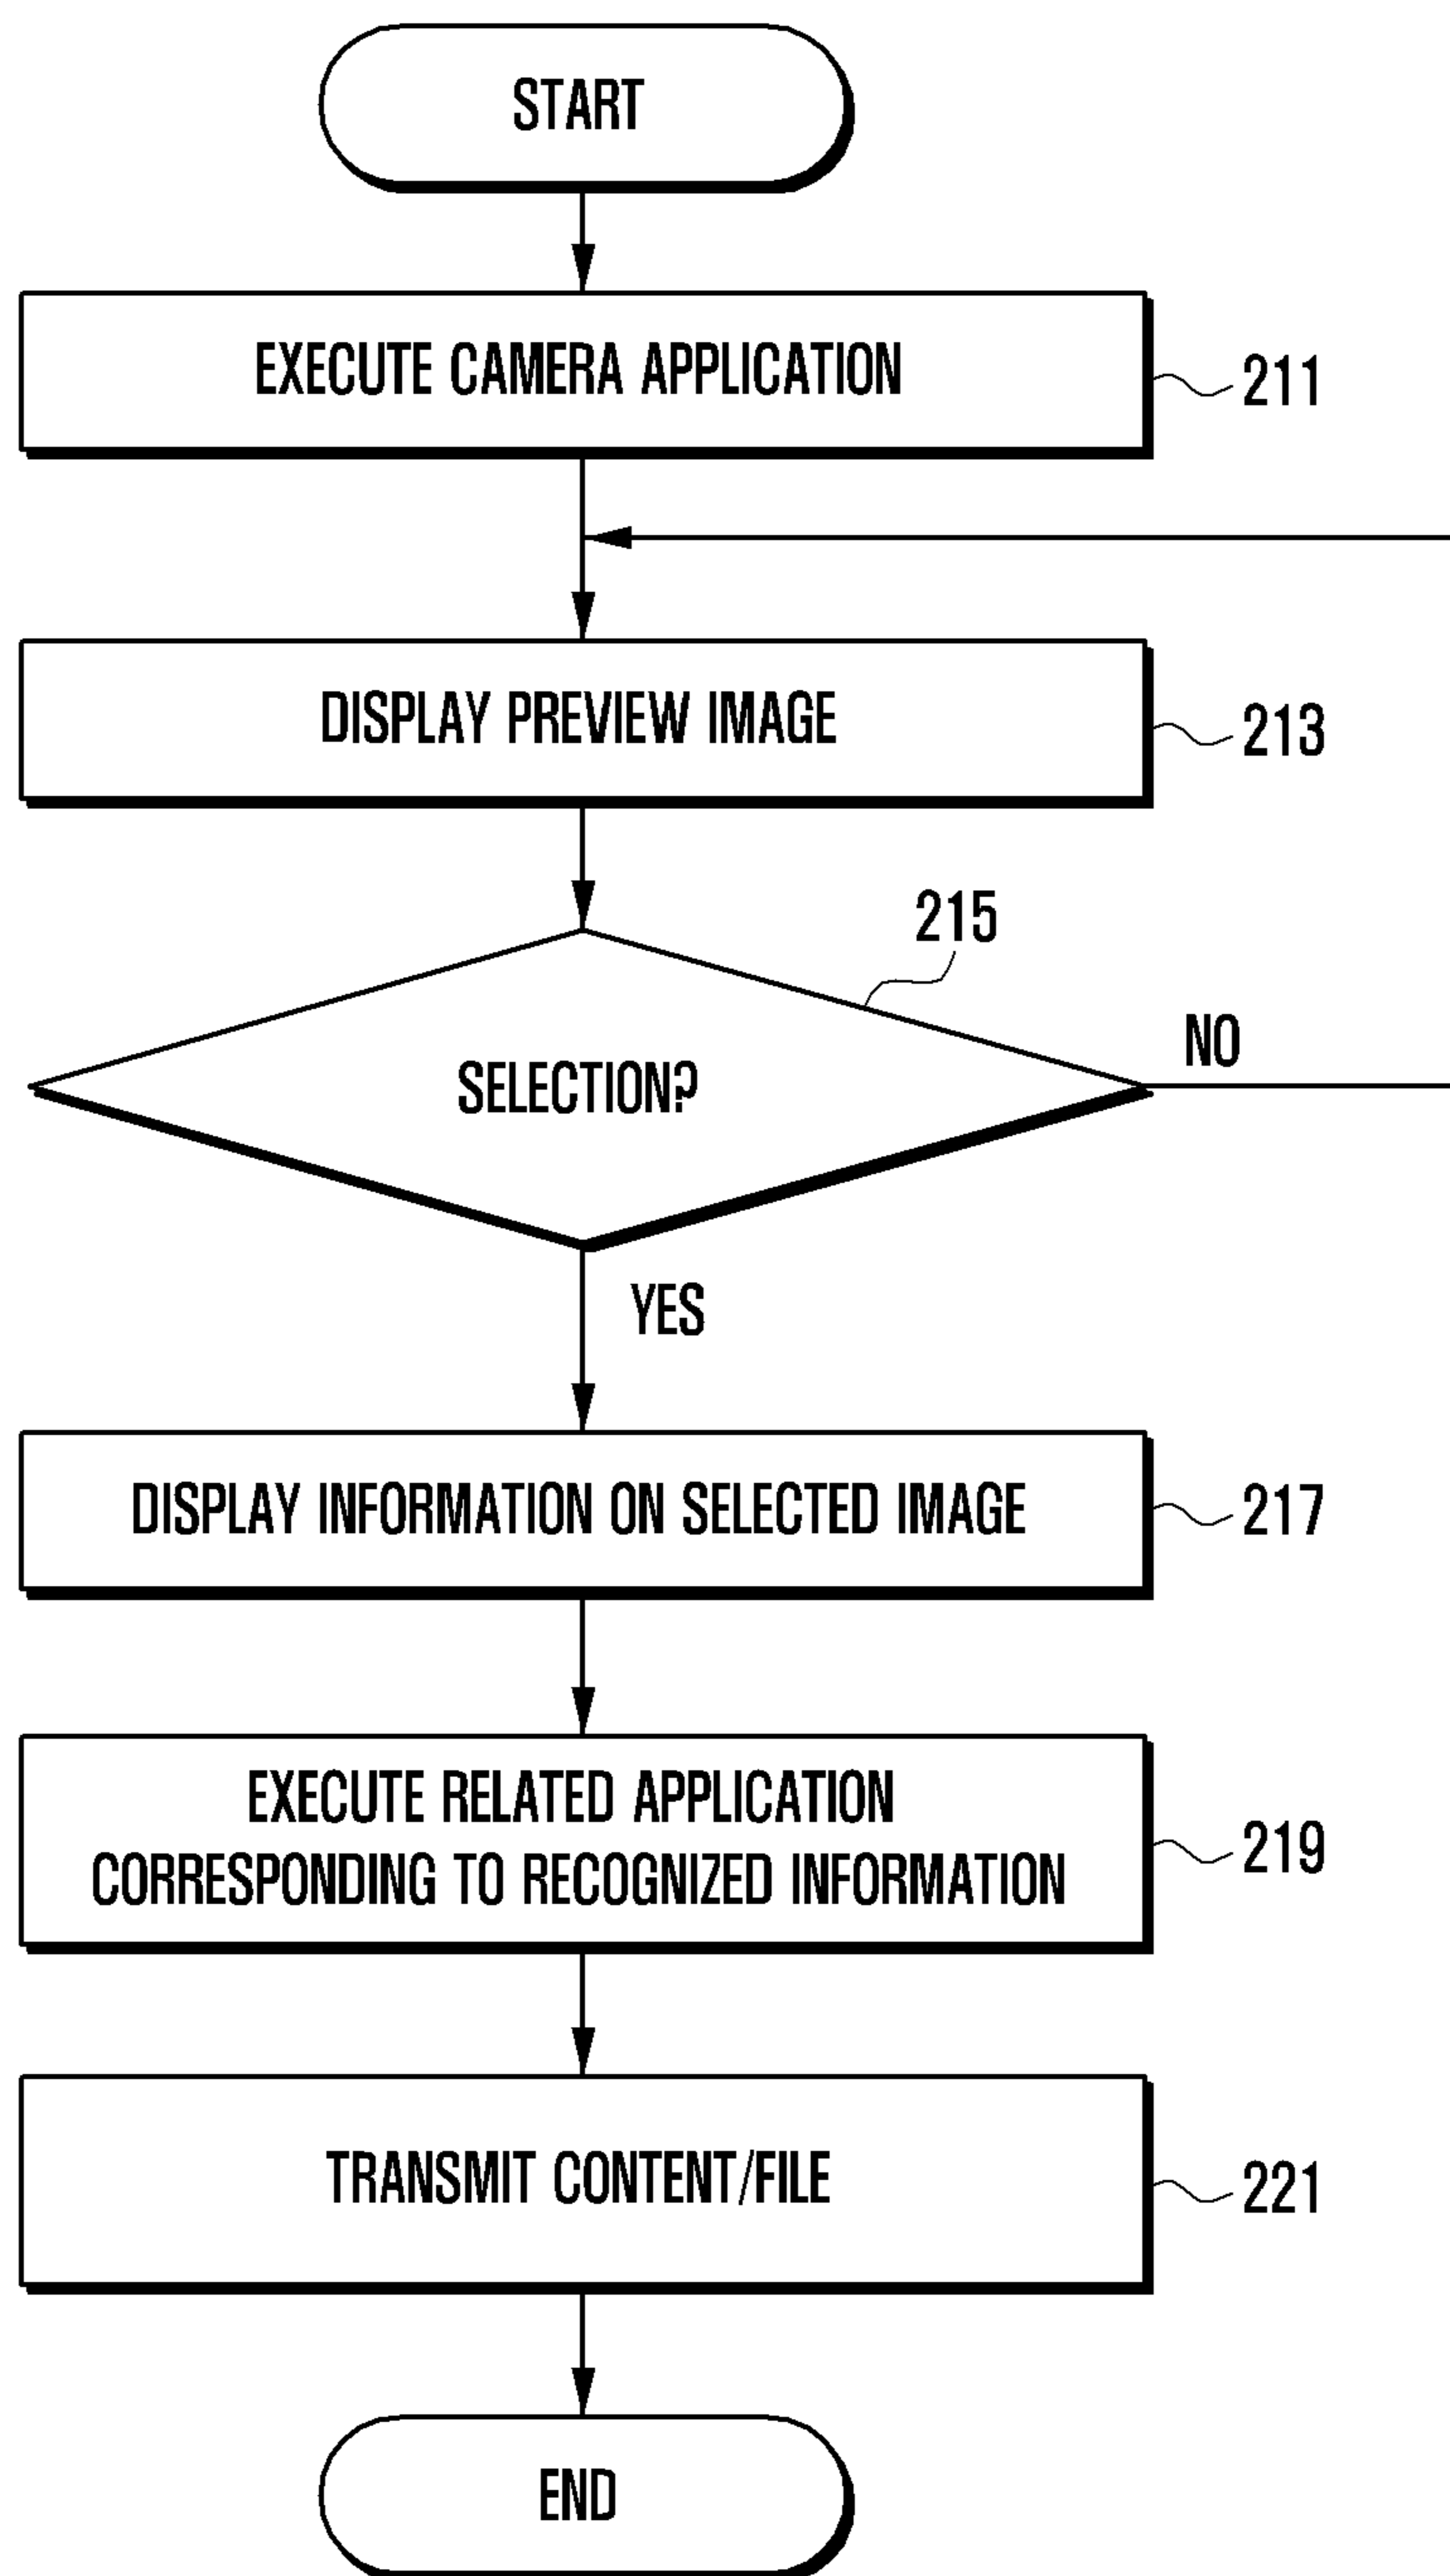 START
EXECUTE CAMERA APPLICATION
211
DISPLAY PREVIEW IMAGE
213
215
SELECTION?
NO
YES
DISPLAY INFORMATION ON SELECTED IMAGE
217
EXECUTE RELATED APPLICATION
CORRESPONDING TO RECOGNIZED INFORMATION
219
TRANSMIT CONTENT/FILE
221
END